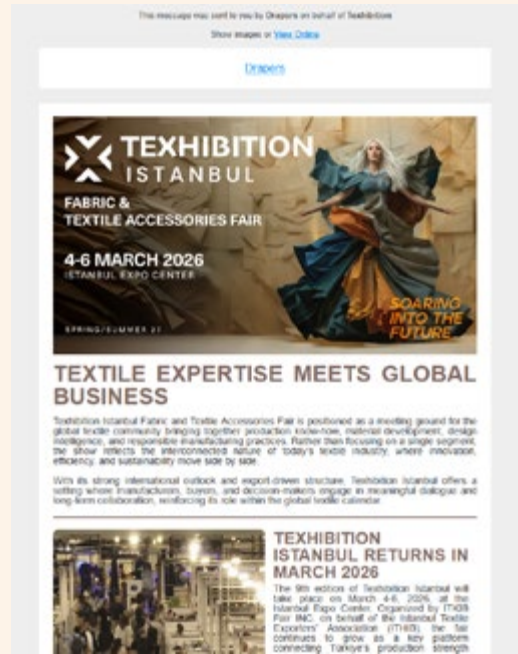 This message was sent to you by Drapers on behalf of Texhibition
Show images or View Online
Drapers
TEXHIBITION
ISTANBUL
FABRIC &
TEXTILE ACCESSORIES FAIR
4-6 MARCH 2026
ISTANBUL EXPO CENTER
SPRING/SUMMER 27
SOARING
INTO THE
FUTURE
TEXTILE EXPERTISE MEETS GLOBAL
BUSINESS
Texhibition Istanbul Fabric and Textile Accessories Fair is positioned as a meeting ground for the
global textile community bringing together production know-how, material development, design
intelligence, and responsible manufacturing practices. Rather than focusing on a single segment,
the show reflects the interconnected nature of today's textile industry, where innovation,
efficiency, and sustainability move side by side.
With its strong international outlook and export-driven structure, Texhibition Istanbul offers a
setting where manufacturers, buyers, and decision-makers engage in meaningful dialogue and
long-term collaboration, reinforcing its role within the global textile calendar.
TEXHIBITION
ISTANBUL RETURNS IN
MARCH 2026
The 9th edition of Texhibition Istanbul will
take place on March 4-6, 2026, at the
Istanbul Expo Center. Organized by ITKIB
Fair INC. on behalf of the Istanbul Textile
Exporters' Association (ITHIB), the fair
continues to grow as a key platform
connecting Türkiye's production strength